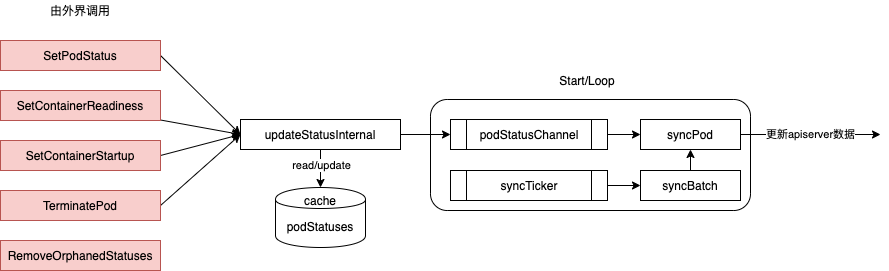 由外界调用
SetPodStatus
SetContainerReadiness
SetContainerStartup
TerminatePod
RemoveOrphanedStatuses
updateStatusInternal
read/update
cache
podStatuses
Start/Loop
podStatusChannel
syncPod
syncTicker
syncBatch
更新apiserver数据